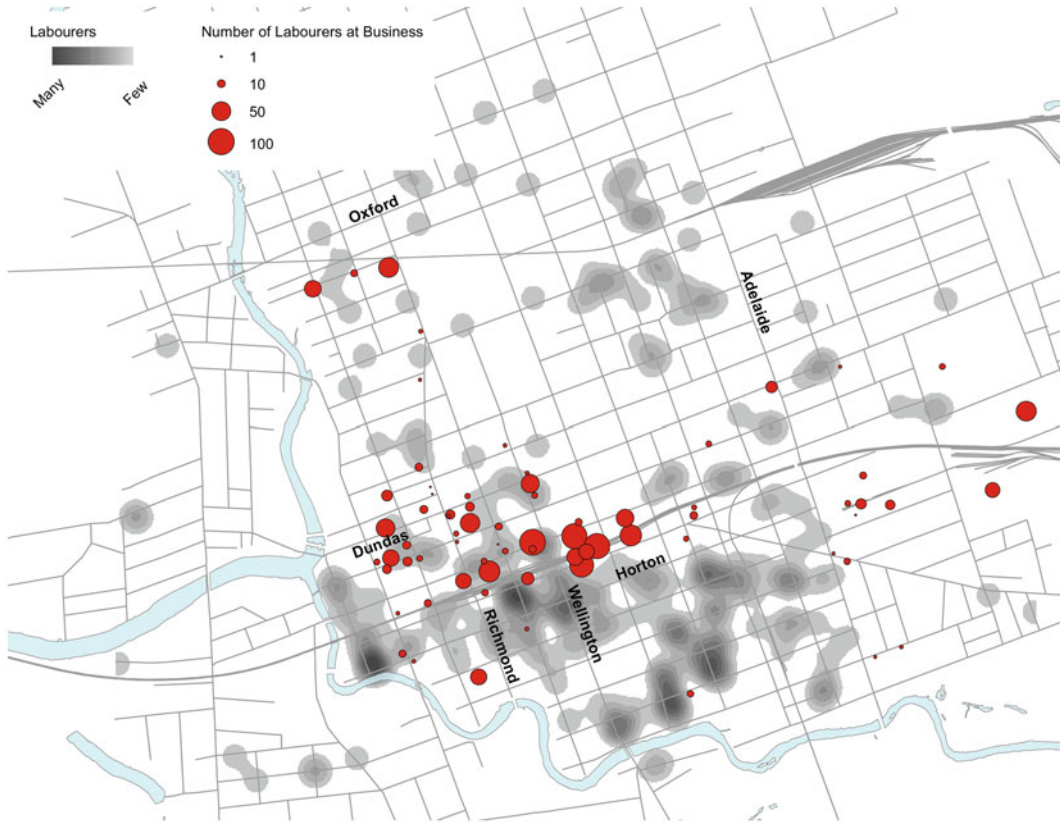 Labourers
Many
Few
Number of Labourers at Business
1
10
50
100
Oxford
Adelaide
Dundas
Horton
Wellington
Richmond